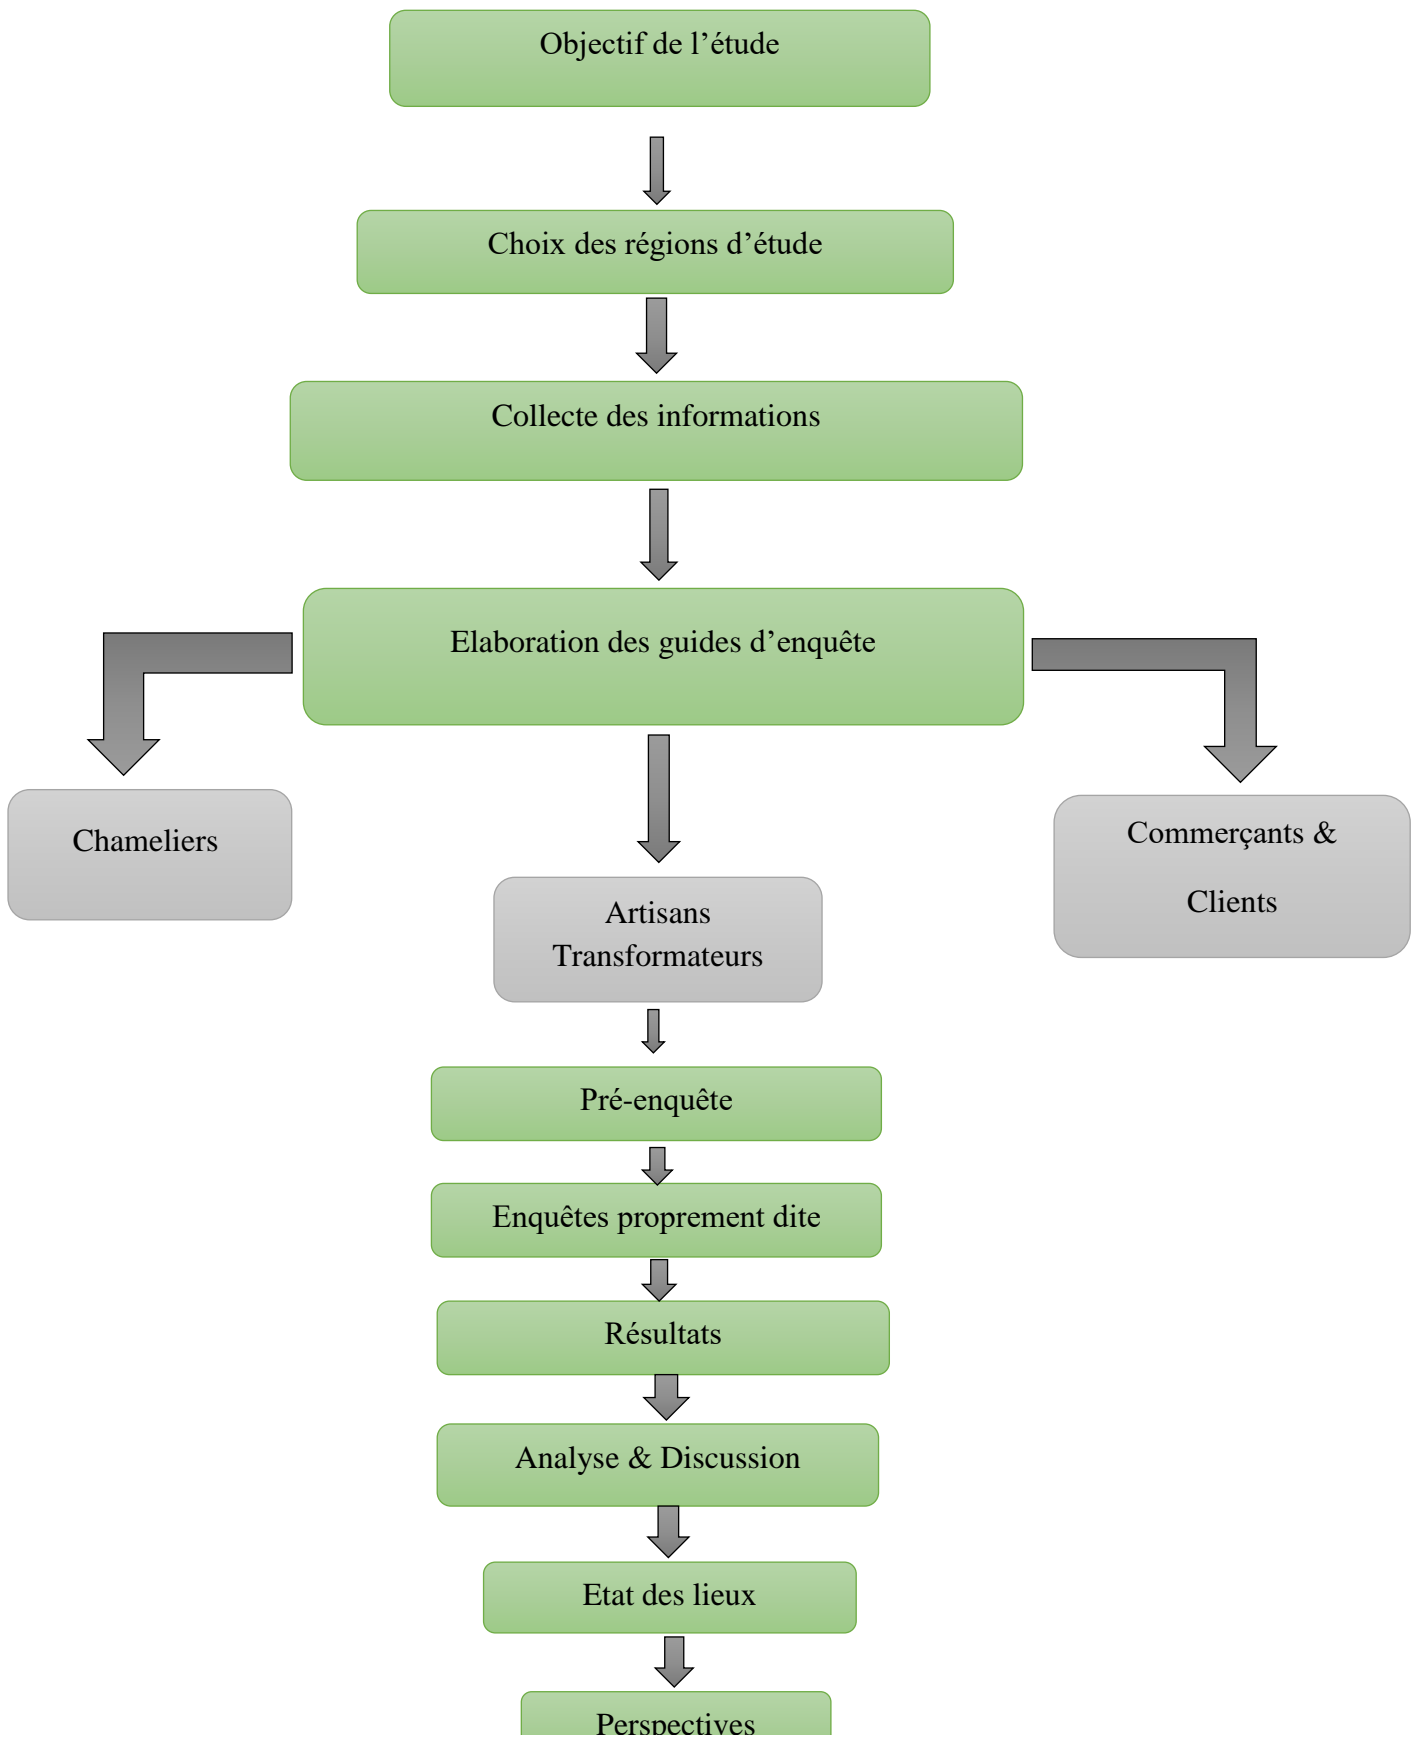 Objectif de l’étude
Choix des régions d’étude
Collecte des informations
Elaboration des guides d’enquête
Chameliers
Commerçants &
Clients
Artisans
Transformateurs
Pré-enquête
Enquêtes proprement dite
Résultats
Analyse & Discussion
Etat des lieux
Perspectives